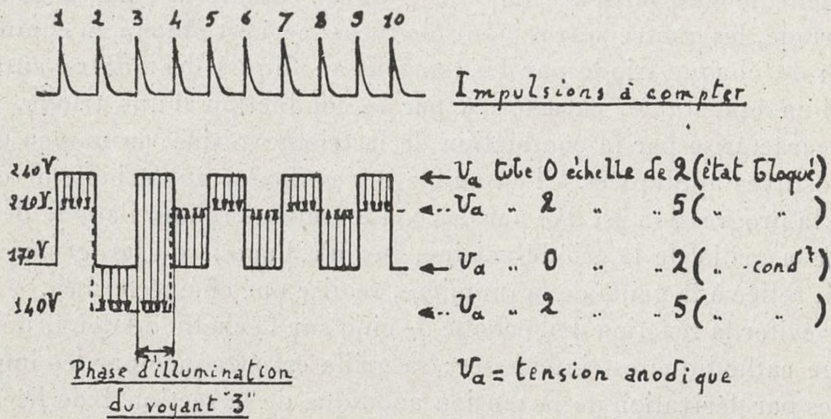 1 2 3 4 5 6 7 8 9 10
Impulsions à compter
240V
210V
170V
140V
Va tube 0 échelle de 2 (état bloqué)
Va " 2 " " 5 ( " " )
Va " 0 " " 2 ( " condt)
Va " 2 " " 5 ( " " )
Phase d'illumination
du voyant "3"
Va = tension anodique